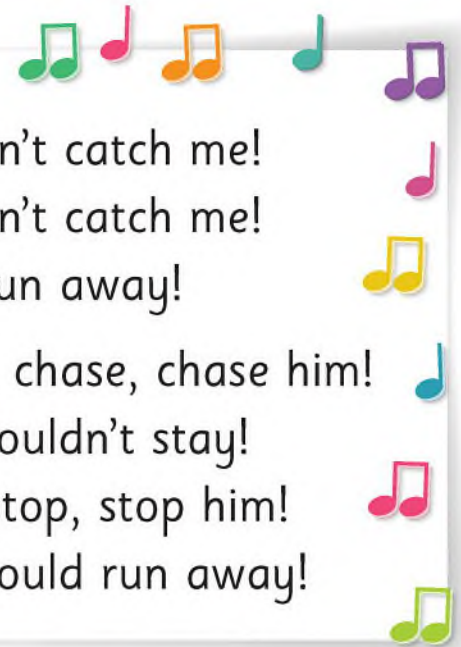 n't catch me!
n't catch me!
un away!
chase, chase him!
ouldn't stay!
top, stop him!
ould run away!